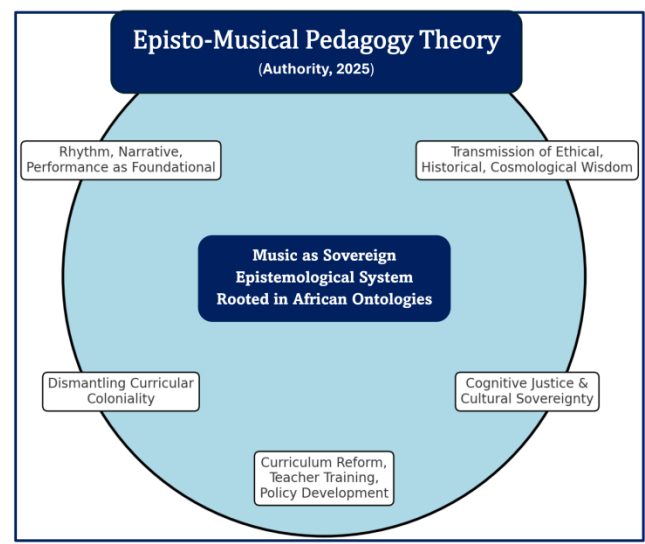 Episto-Musical Pedagogy Theory
(Authority, 2025)
Rhythm, Narrative,
Performance as Foundational
Transmission of Ethical,
Historical, Cosmological Wisdom
Music as Sovereign
Epistemological System
Rooted in African Ontologies
Dismantling Curricular
Coloniality
Cognitive Justice &
Cultural Sovereignty
Curriculum Reform,
Teacher Training,
Policy Development